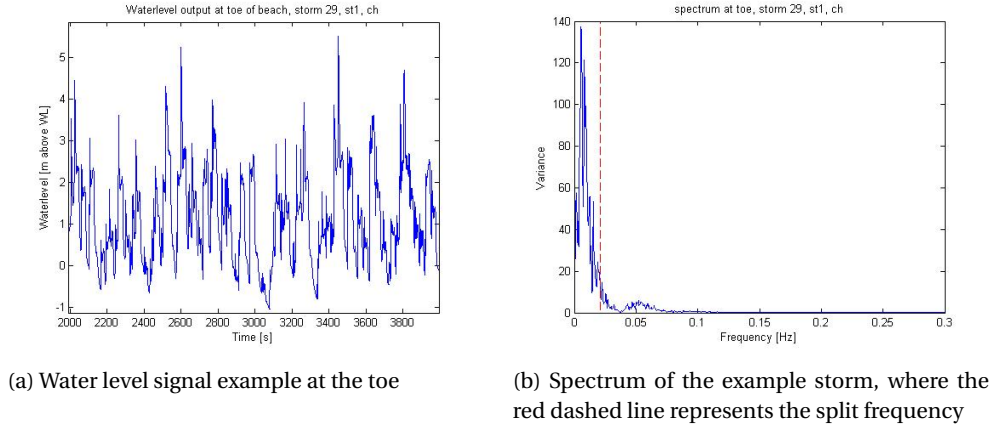 Waterlevel output at toe of beach, storm 29, st1, ch
Waterlevel [m above WL]
5
4
3
2
1
0
-1
2000 2200 2400 2600 2800 3000 3200 3400 3600 3800
Time [s]
(a) Water level signal example at the toe
spectrum at toe, storm 29, st1, ch
Variance
140
120
100
80
60
40
20
0
0 0.05 0.1 0.15 0.2 0.25 0.3
Frequency [Hz]
(b) Spectrum of the example storm, where the
red dashed line represents the split frequency